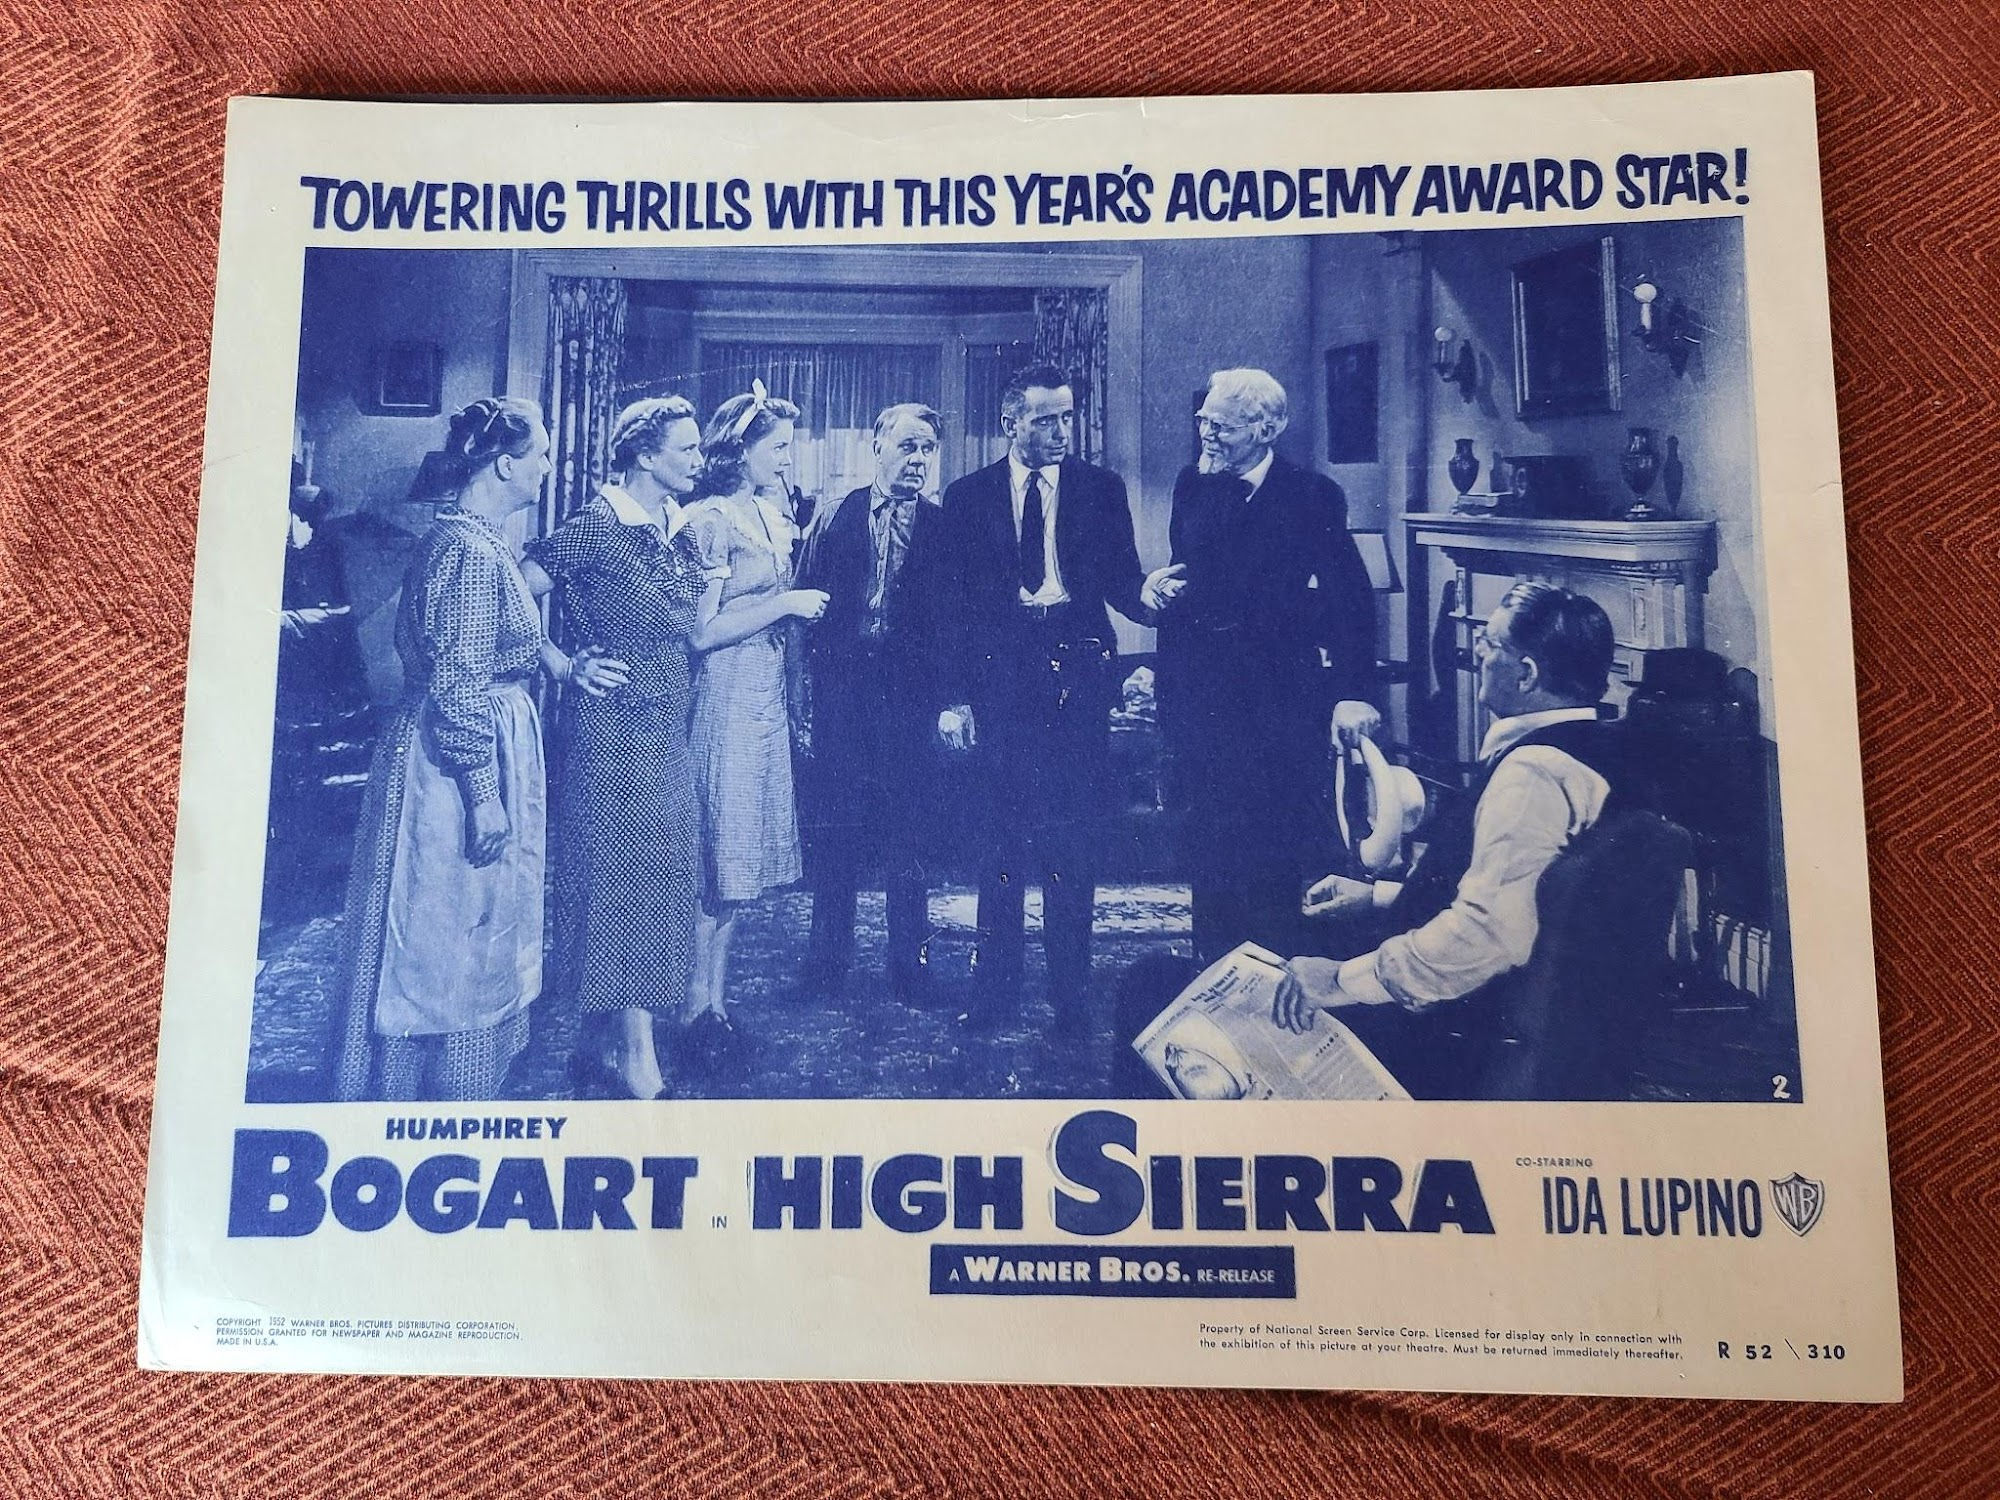 TOWERING THRILLS WITH THIS YEAR'S ACADEMY AWARD STAR!
2
HUMPHREY
BOGART IN HIGH SIERRA
CO-STARRING
IDA LUPINO
WB
A WARNER BROS. RE-RELEASE
COPYRIGHT 1952 WARNER BROS. PICTURES DISTRIBUTING CORPORATION.
PERMISSION GRANTED FOR NEWSPAPER AND MAGAZINE REPRODUCTION.
MADE IN U.S.A.
Property of National Screen Service Corp. Licensed for display only in connection with
the exhibition of this picture at your theatre. Must be returned immediately thereafter.
R 52 \ 310